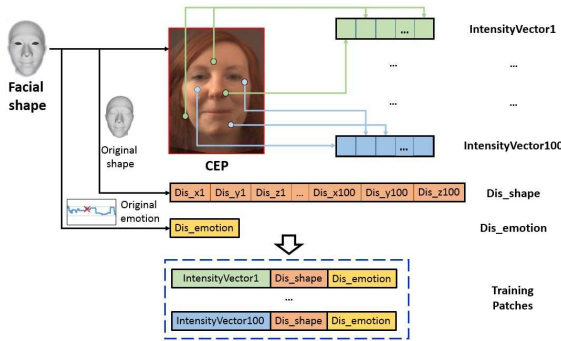 IntensityVector1
...
... ...
Facial
shape
... ...
IntensityVector100
...
CEP
Original
shape
Dis_x1 Dis_y1 Dis_z1 ... Dis_x100 Dis_y100 Dis_z100
Dis_shape
Original
emotion
Dis_emotion
Dis_emotion
IntensityVector1 Dis_shape Dis_emotion
...
IntensityVector100 Dis_shape Dis_emotion
Training
Patches